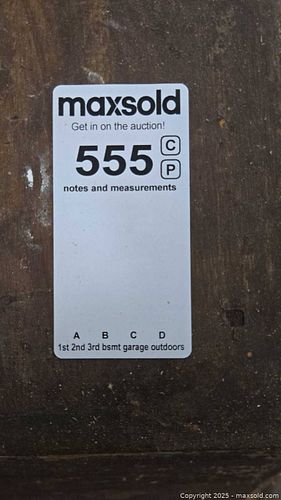 maxsold
Get in on the auction!
555 C
P
notes and measurements
A B C D
1st 2nd 3rd bsmt garage outdoors
Copyright 2025 - maxsold.com